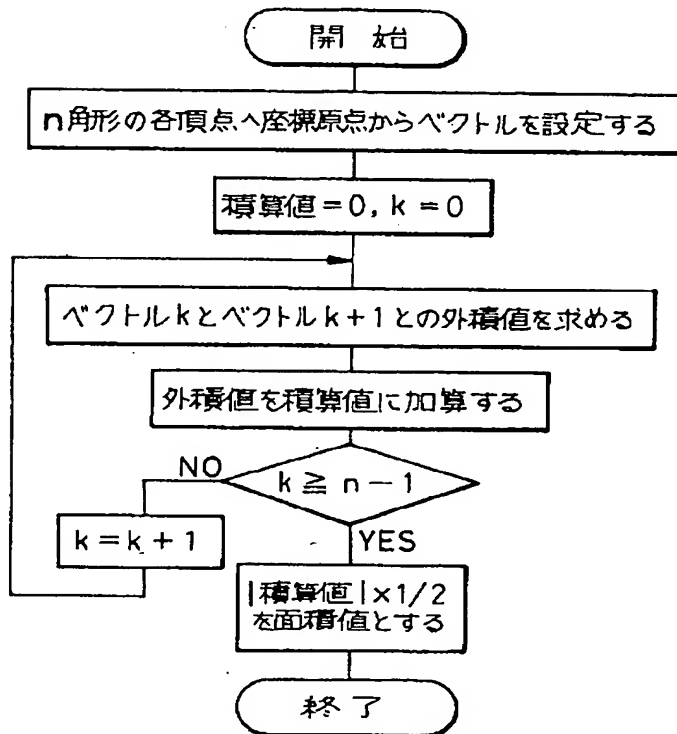 開始
n角形の各頂点へ座標原点からベクトルを設定する
積算値=0, k=0
ベクトルkとベクトルk+1との外積値を求める
外積値を積算値に加算する
k≧n-1
NO
YES
k=k+1
|積算値|×1/2
を面積値とする
終了